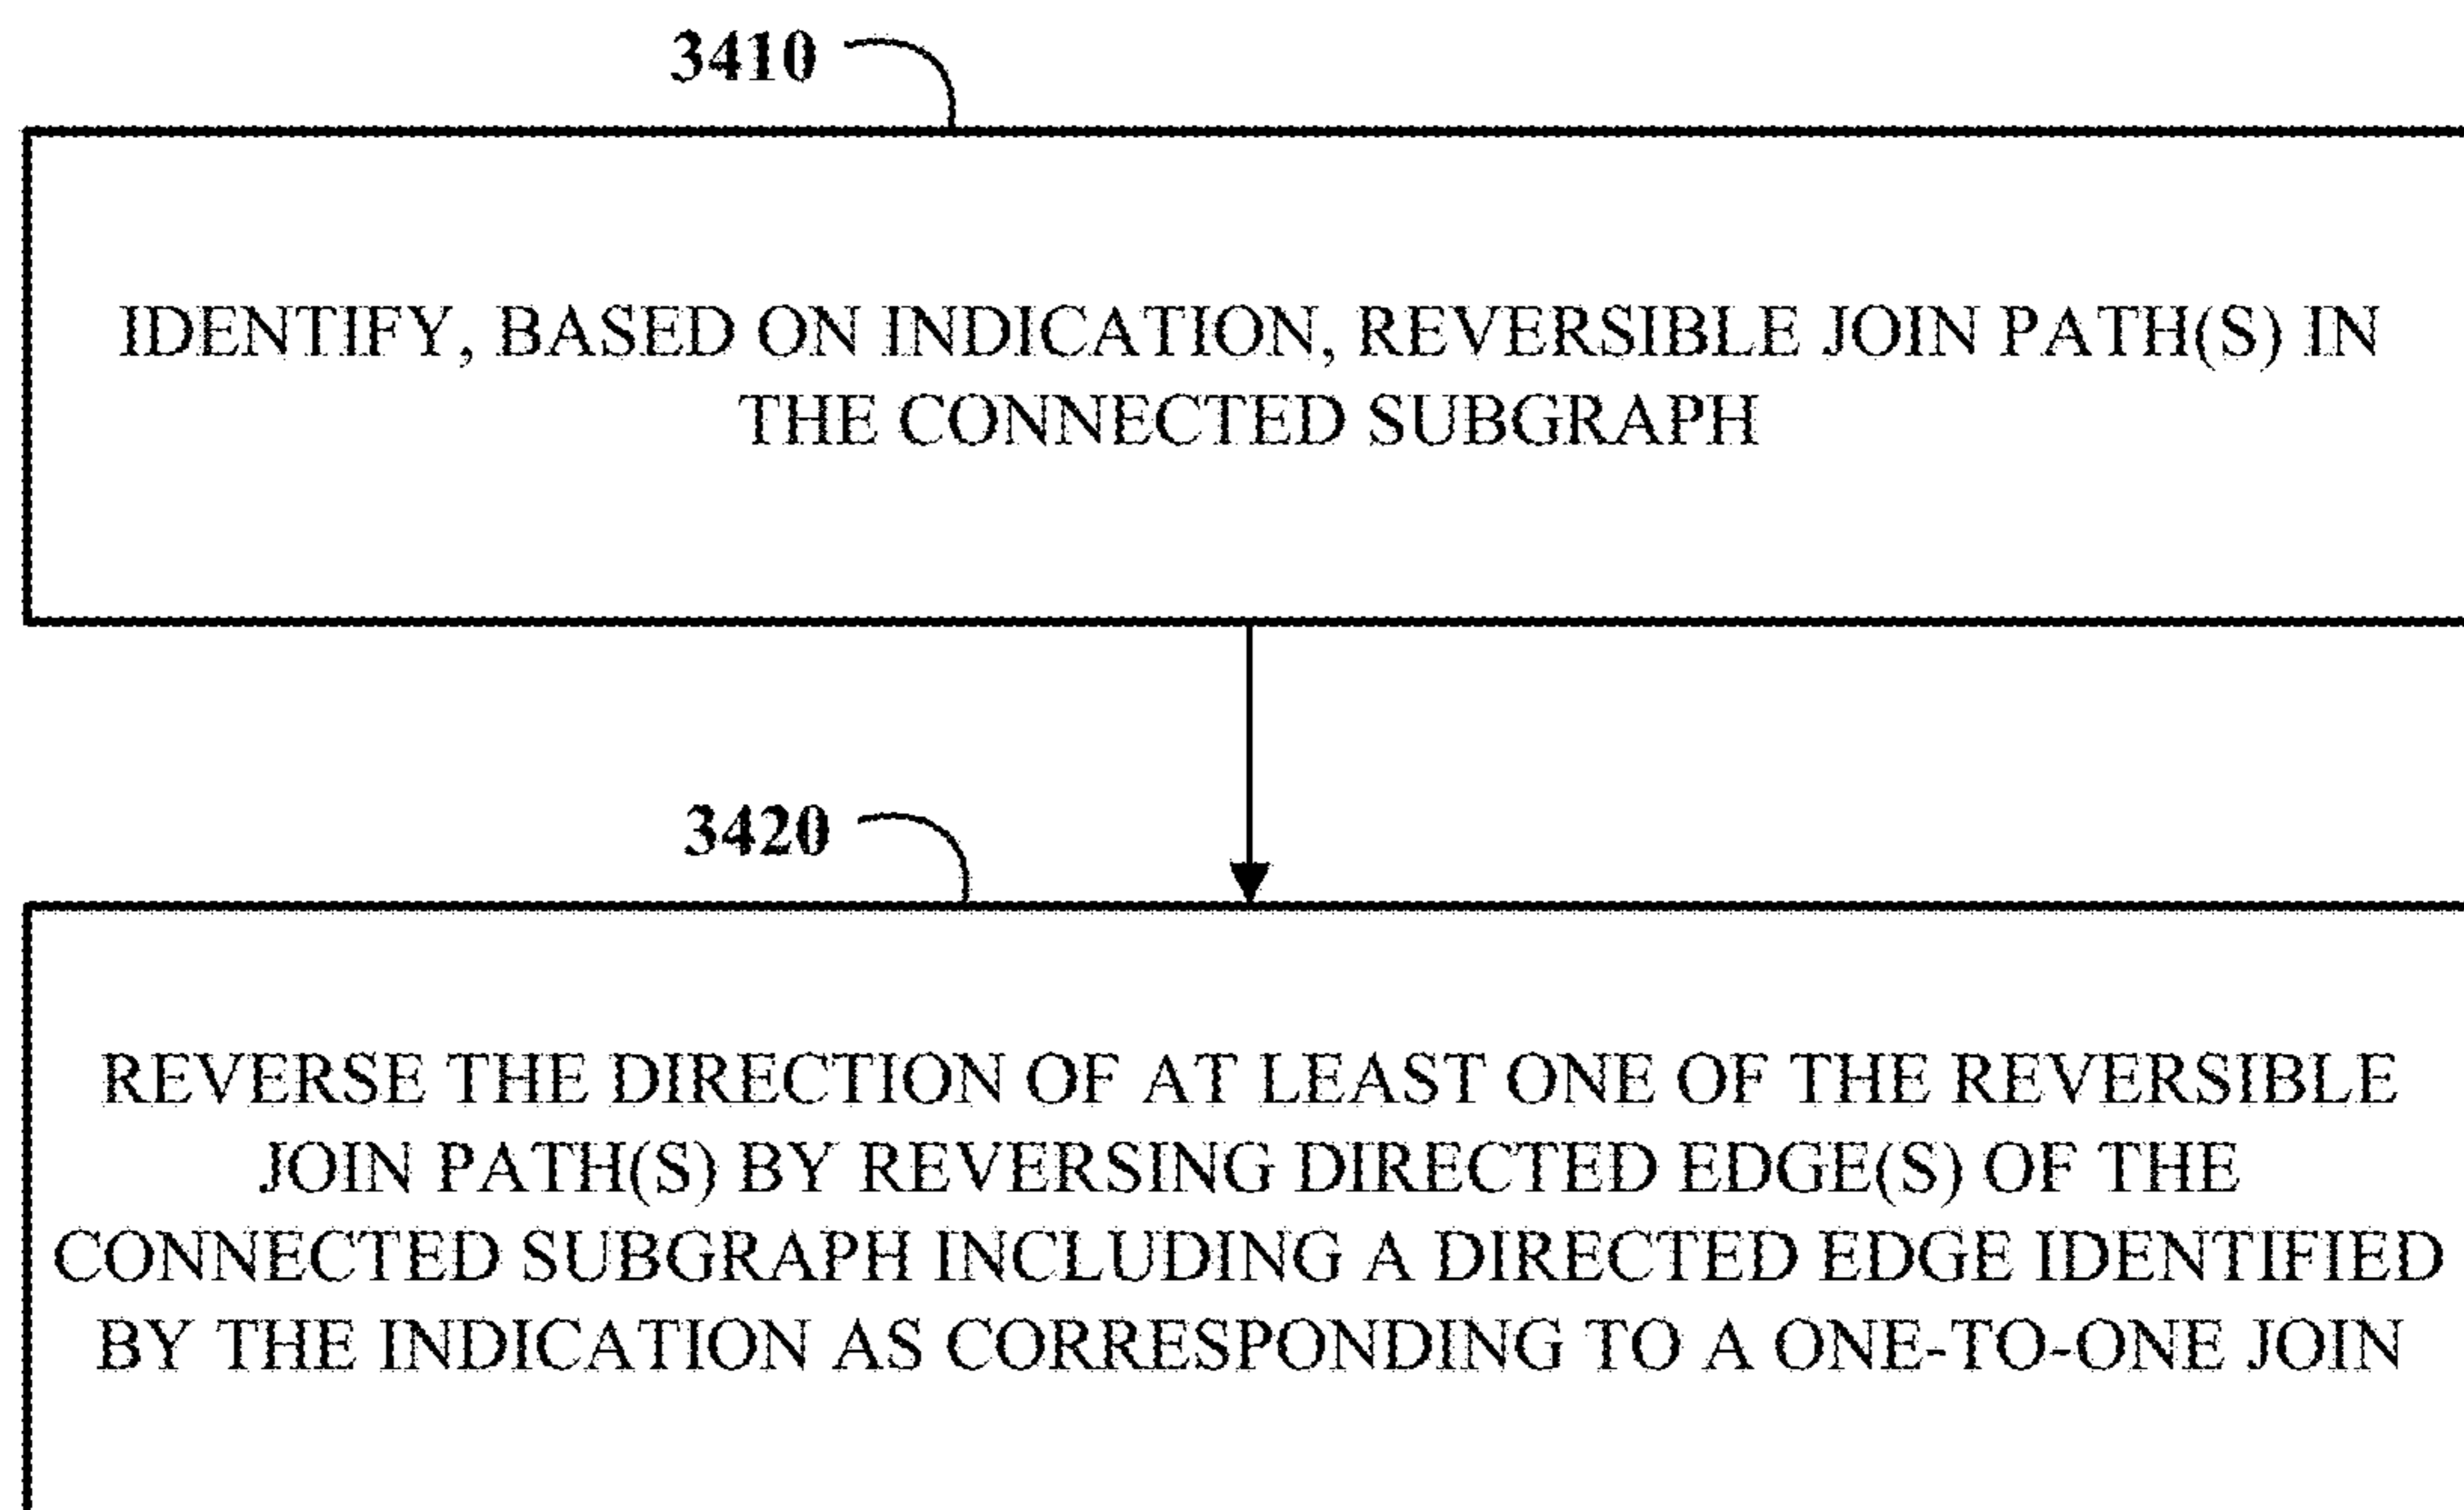 3410
IDENTIFY, BASED ON INDICATION, REVERSIBLE JOIN PATH(S) IN
THE CONNECTED SUBGRAPH
3420
REVERSE THE DIRECTION OF AT LEAST ONE OF THE REVERSIBLE
JOIN PATH(S) BY REVERSING DIRECTED EDGE(S) OF THE
CONNECTED SUBGRAPH INCLUDING A DIRECTED EDGE IDENTIFIED
BY THE INDICATION AS CORRESPONDING TO A ONE-TO-ONE JOIN